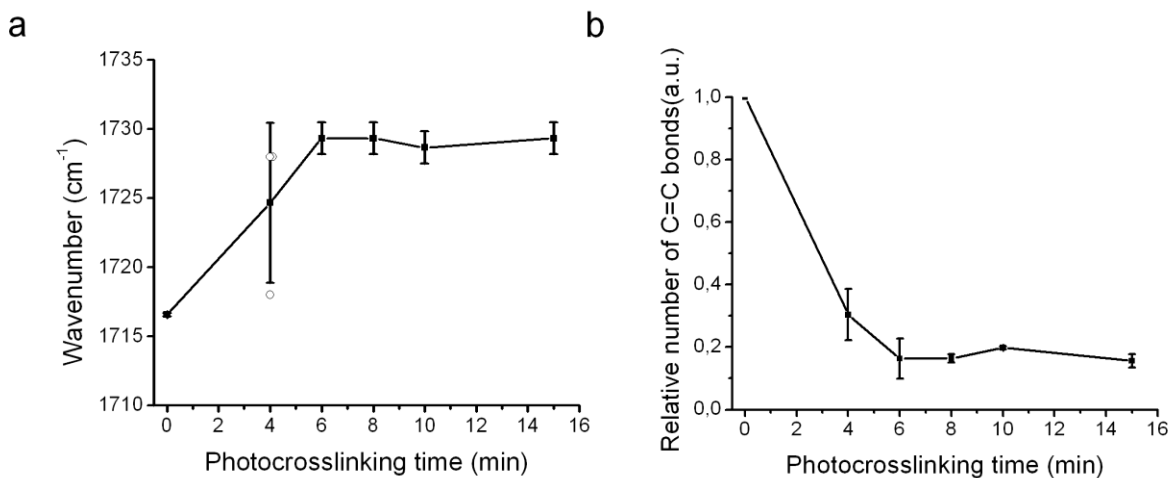 a
1735
1730
1725
1720
1715
1710
Wavenumber (cm⁻¹)
0 2 4 6 8 10 12 14 16
Photocrosslinking time (min)
b
1,0
0,8
0,6
0,4
0,2
0,0
Relative number of C=C bonds(a.u.)
0 2 4 6 8 10 12 14 16
Photocrosslinking time (min)